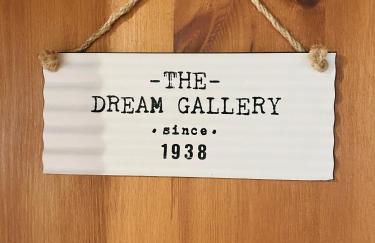 -THE-
DREAM GALLERY
• since •
1938